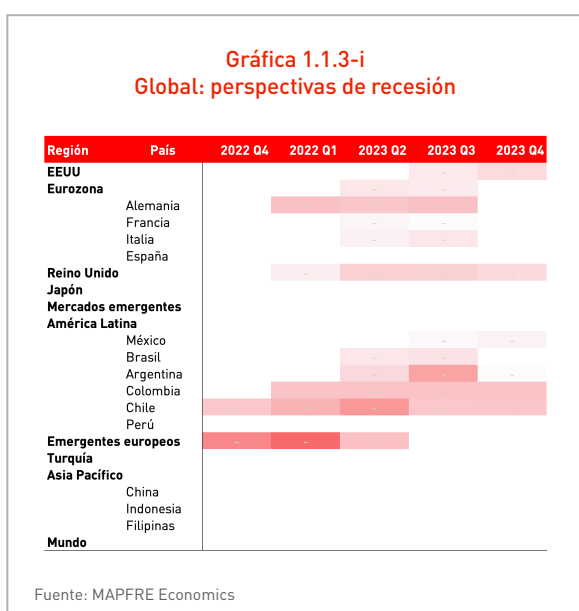 Gráfica 1.1.3-i
Global: perspectivas de recesión
Región País 2022 Q4 2022 Q1 2023 Q2 2023 Q3 2023 Q4
EEUU - -
Eurozona - -
Alemania - - -
Francia - -
Italia - -
España
Reino Unido - - - -
Japón
Mercados emergentes
América Latina
México - -
Brasil - -
Argentina - - -
Colombia - - - -
Chile - - - - -
Perú
Emergentes europeos - - -
Turquía
Asia Pacífico
China
Indonesia
Filipinas
Mundo
Fuente: MAPFRE Economics